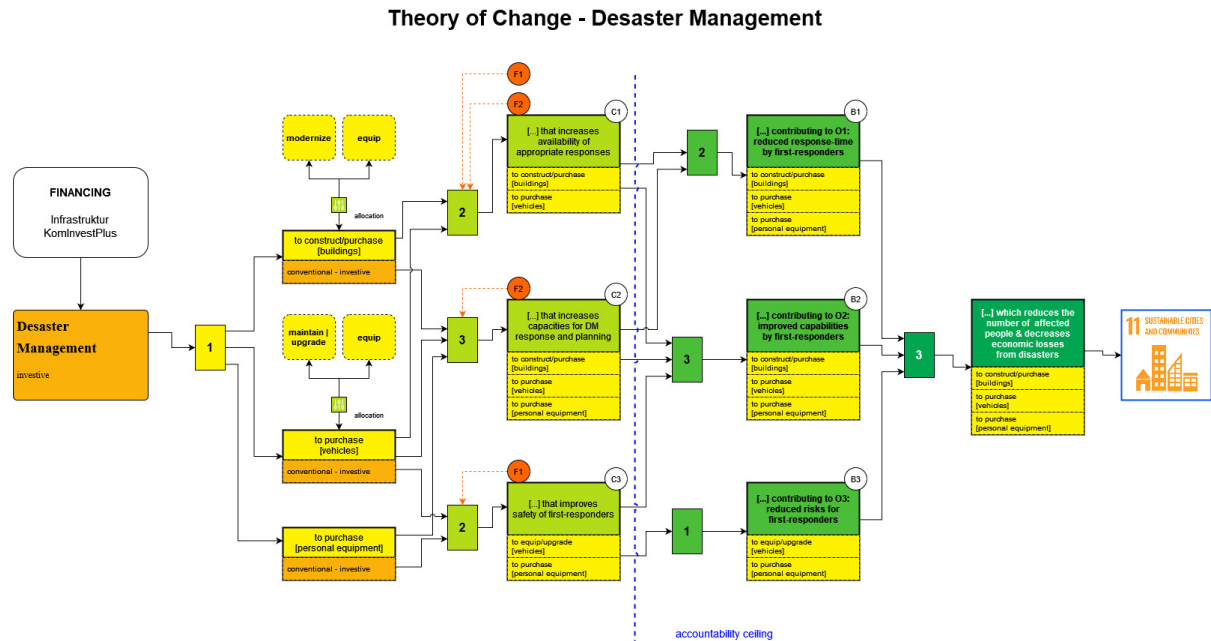 Theory of Change - Desaster Management
FINANCING
Infrastruktur
KomInvestPlus
Desaster
Management
investive
1
modernize
equip
allocation
to construct/purchase
[buildings]
conventional - investive
maintain |
upgrade
equip
allocation
to purchase
[vehicles]
conventional - investive
to purchase
[personal equipment]
conventional - investive
2
3
2
F1
F2
C1
[...] that increases
availability of
appropriate responses
to construct/purchase
[buildings]
to purchase
[vehicles]
F2
C2
[...] that increases
capacities for DM
response and planning
to construct/purchase
[buildings]
to purchase
[vehicles]
to purchase
[personal equipment]
F1
C3
[...] that improves
safety of first-responders
to equip/upgrade
[vehicles]
to purchase
[personal equipment]
accountability ceiling
2
3
1
B1
[...] contributing to O1:
reduced response-time
by first-responders
to construct/purchase
[buildings]
to purchase
[vehicles]
to purchase
[personal equipment]
B2
[...] contributing to O2:
improved capabilities
by first-responders
to construct/purchase
[buildings]
to purchase
[vehicles]
to purchase
[personal equipment]
B3
[...] contributing to O3:
reduced risks for
first-responders
to equip/upgrade
[vehicles]
to purchase
[personal equipment]
3
[...] which reduces the
number of affected
people & decreases
economic losses
from disasters
to construct/purchase
[buildings]
to purchase
[vehicles]
to purchase
[personal equipment]
11 SUSTAINABLE CITIES
AND COMMUNITIES